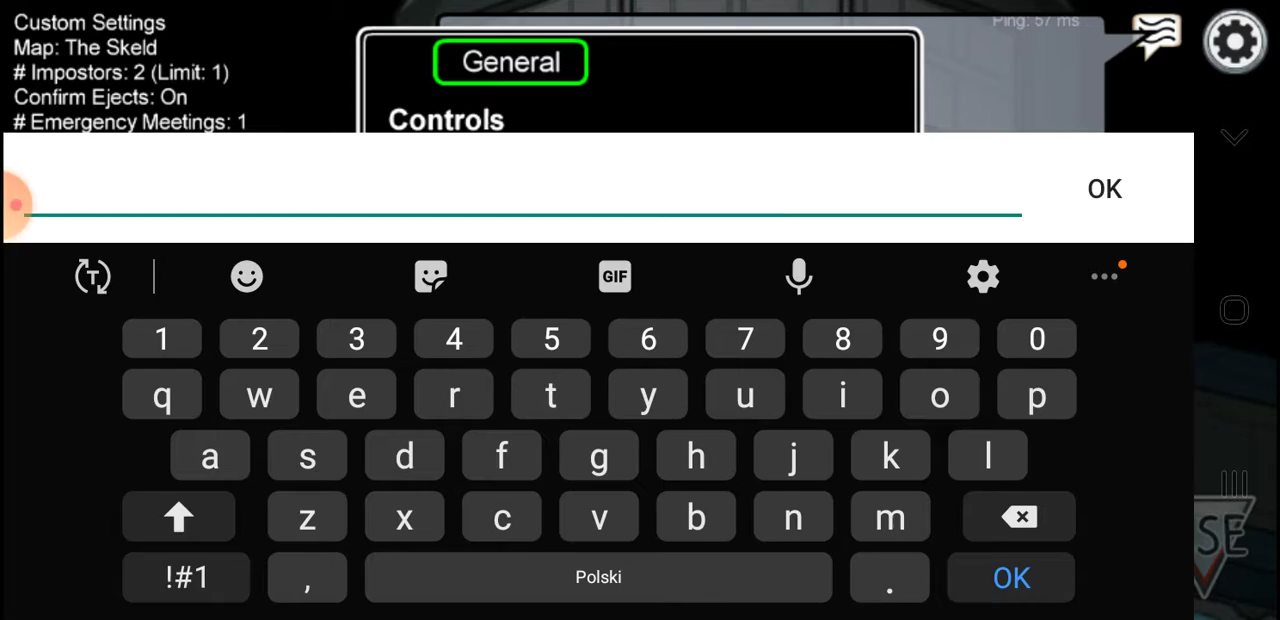 Custom Settings
Map: The Skeld
# Impostors: 2 (Limit: 1)
Confirm Ejects: On
# Emergency Meetings: 1
Ping: 57 ms
General
Controls
OK
T
GIF
1 2 3 4 5 6 7 8 9 0
q w e r t y u i o p
a s d f g h j k l
z x c v b n m
!#1 , Polski . OK
SE